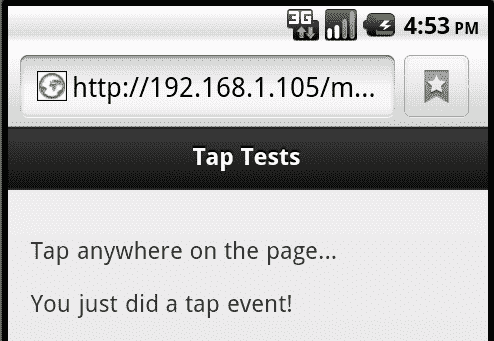 3G 4:53 PM
http://192.168.1.105/m...
Tap Tests
Tap anywhere on the page...
You just did a tap event!